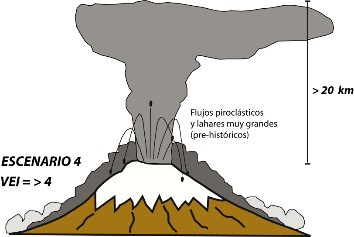 > 20 km
Flujos piroclásticos
y lahares muy grandes
(pre-históricos)
ESCENARIO 4
VEI = > 4